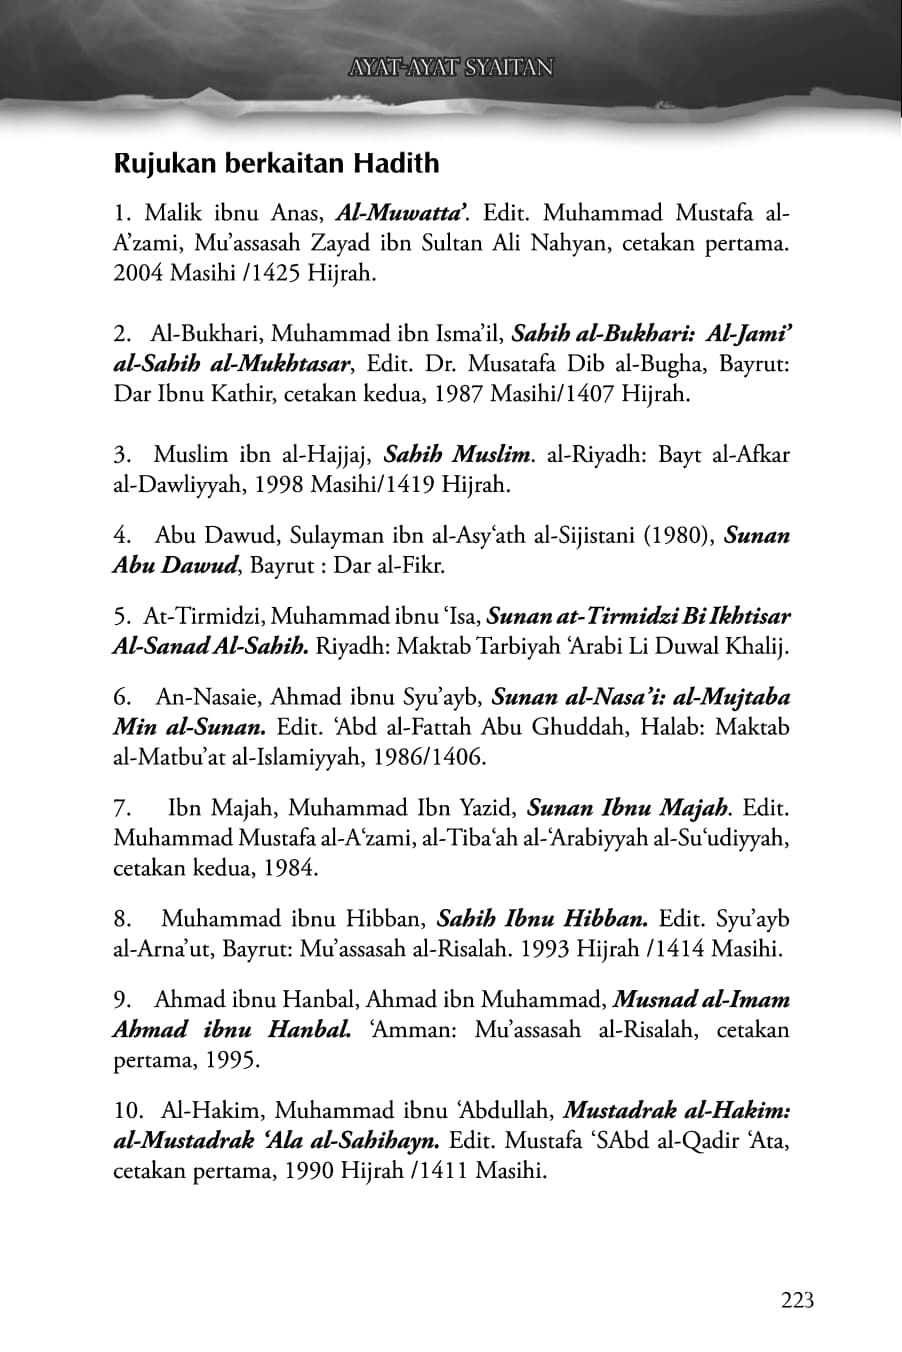 AYAT-AYAT SYAITAN
Rujukan berkaitan Hadith
1. Malik ibnu Anas, Al-Muwatta’. Edit. Muhammad Mustafa al-
A’zami, Mu’assasah Zayad ibn Sultan Ali Nahyan, cetakan pertama.
2004 Masihi /1425 Hijrah.
2. Al-Bukhari, Muhammad ibn Isma’il, Sahih al-Bukhari: Al-Jami’
al-Sahih al-Mukhtasar, Edit. Dr. Musatafa Dib al-Bugha, Bayrut:
Dar Ibnu Kathir, cetakan kedua, 1987 Masihi/1407 Hijrah.
3. Muslim ibn al-Hajjaj, Sahih Muslim. al-Riyadh: Bayt al-Afkar
al-Dawliyyah, 1998 Masihi/1419 Hijrah.
4. Abu Dawud, Sulayman ibn al-Asy‘ath al-Sijistani (1980), Sunan
Abu Dawud, Bayrut : Dar al-Fikr.
5. At-Tirmidzi, Muhammad ibnu ‘Isa, Sunan at-Tirmidzi Bi Ikhtisar
Al-Sanad Al-Sahih. Riyadh: Maktab Tarbiyah ‘Arabi Li Duwal Khalij.
6. An-Nasaie, Ahmad ibnu Syu’ayb, Sunan al-Nasa’i: al-Mujtaba
Min al-Sunan. Edit. ‘Abd al-Fattah Abu Ghuddah, Halab: Maktab
al-Matbu’at al-Islamiyyah, 1986/1406.
7. Ibn Majah, Muhammad Ibn Yazid, Sunan Ibnu Majah. Edit.
Muhammad Mustafa al-A‘zami, al-Tiba‘ah al-‘Arabiyyah al-Su‘udiyyah,
cetakan kedua, 1984.
8. Muhammad ibnu Hibban, Sahih Ibnu Hibban. Edit. Syu’ayb
al-Arna’ut, Bayrut: Mu’assasah al-Risalah. 1993 Hijrah /1414 Masihi.
9. Ahmad ibnu Hanbal, Ahmad ibn Muhammad, Musnad al-Imam
Ahmad ibnu Hanbal. ‘Amman: Mu’assasah al-Risalah, cetakan
pertama, 1995.
10. Al-Hakim, Muhammad ibnu ‘Abdullah, Mustadrak al-Hakim:
al-Mustadrak ‘Ala al-Sahihayn. Edit. Mustafa ‘SAbd al-Qadir ‘Ata,
cetakan pertama, 1990 Hijrah /1411 Masihi.
223